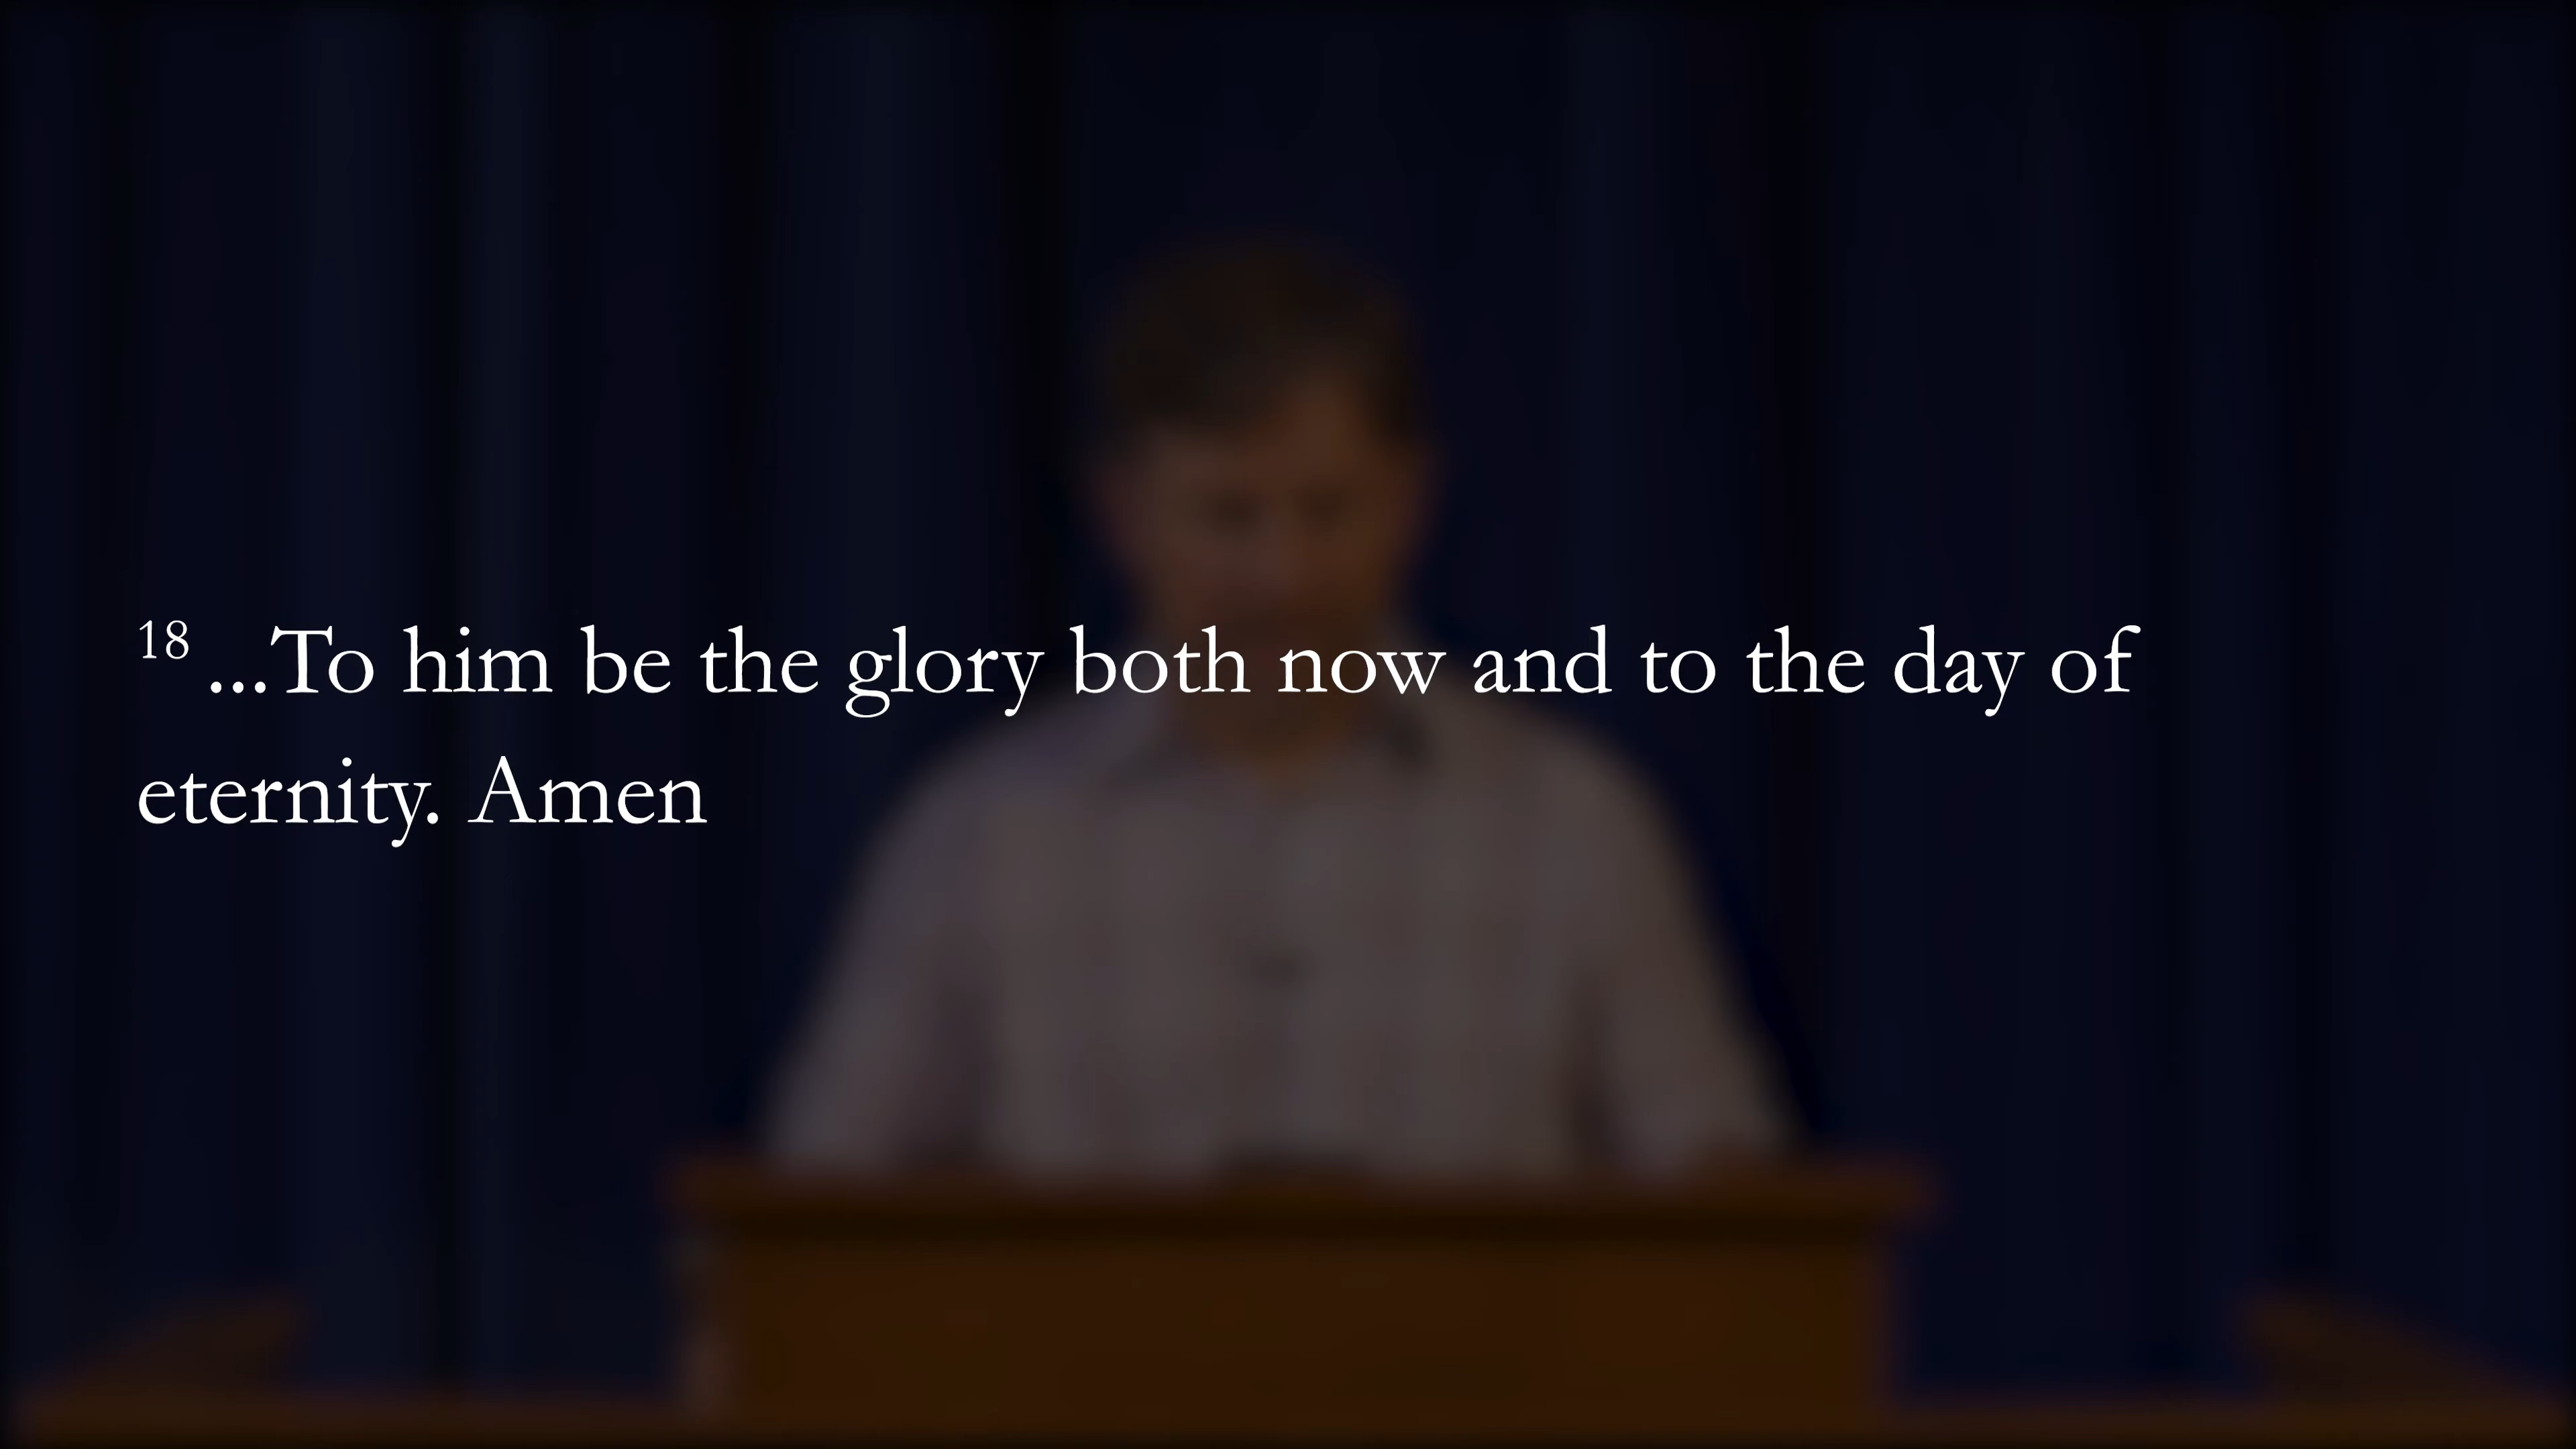 18 ...To him be the glory both now and to the day of
eternity. Amen